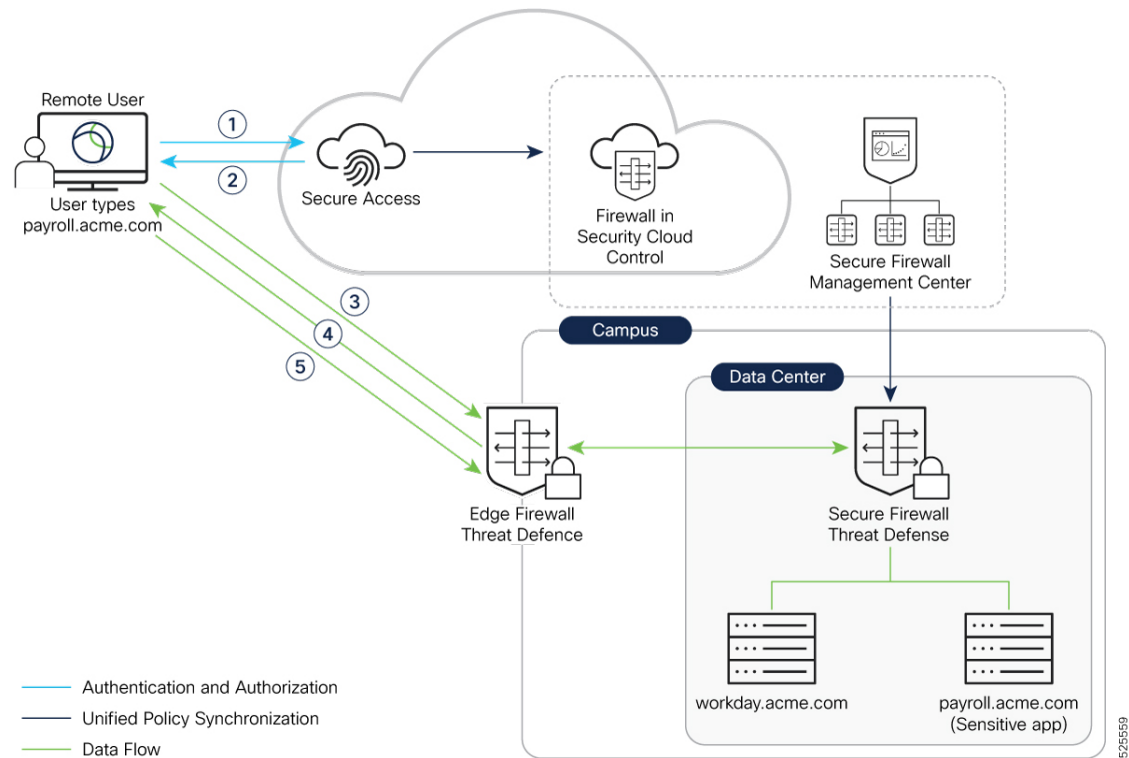 Remote User
1
2
User types
payroll.acme.com
Secure Access
Firewall in
Security Cloud
Control
Secure Firewall
Management Center
3
4
5
Campus
Data Center
Edge Firewall
Threat Defence
Secure Firewall
Threat Defense
workday.acme.com
payroll.acme.com
(Sensitive app)
Authentication and Authorization
Unified Policy Synchronization
Data Flow
525559